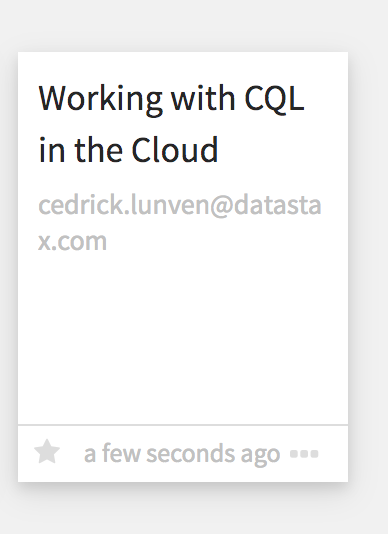 Working with CQL
in the Cloud
cedrick.lunven@datasta
x.com
a few seconds ago